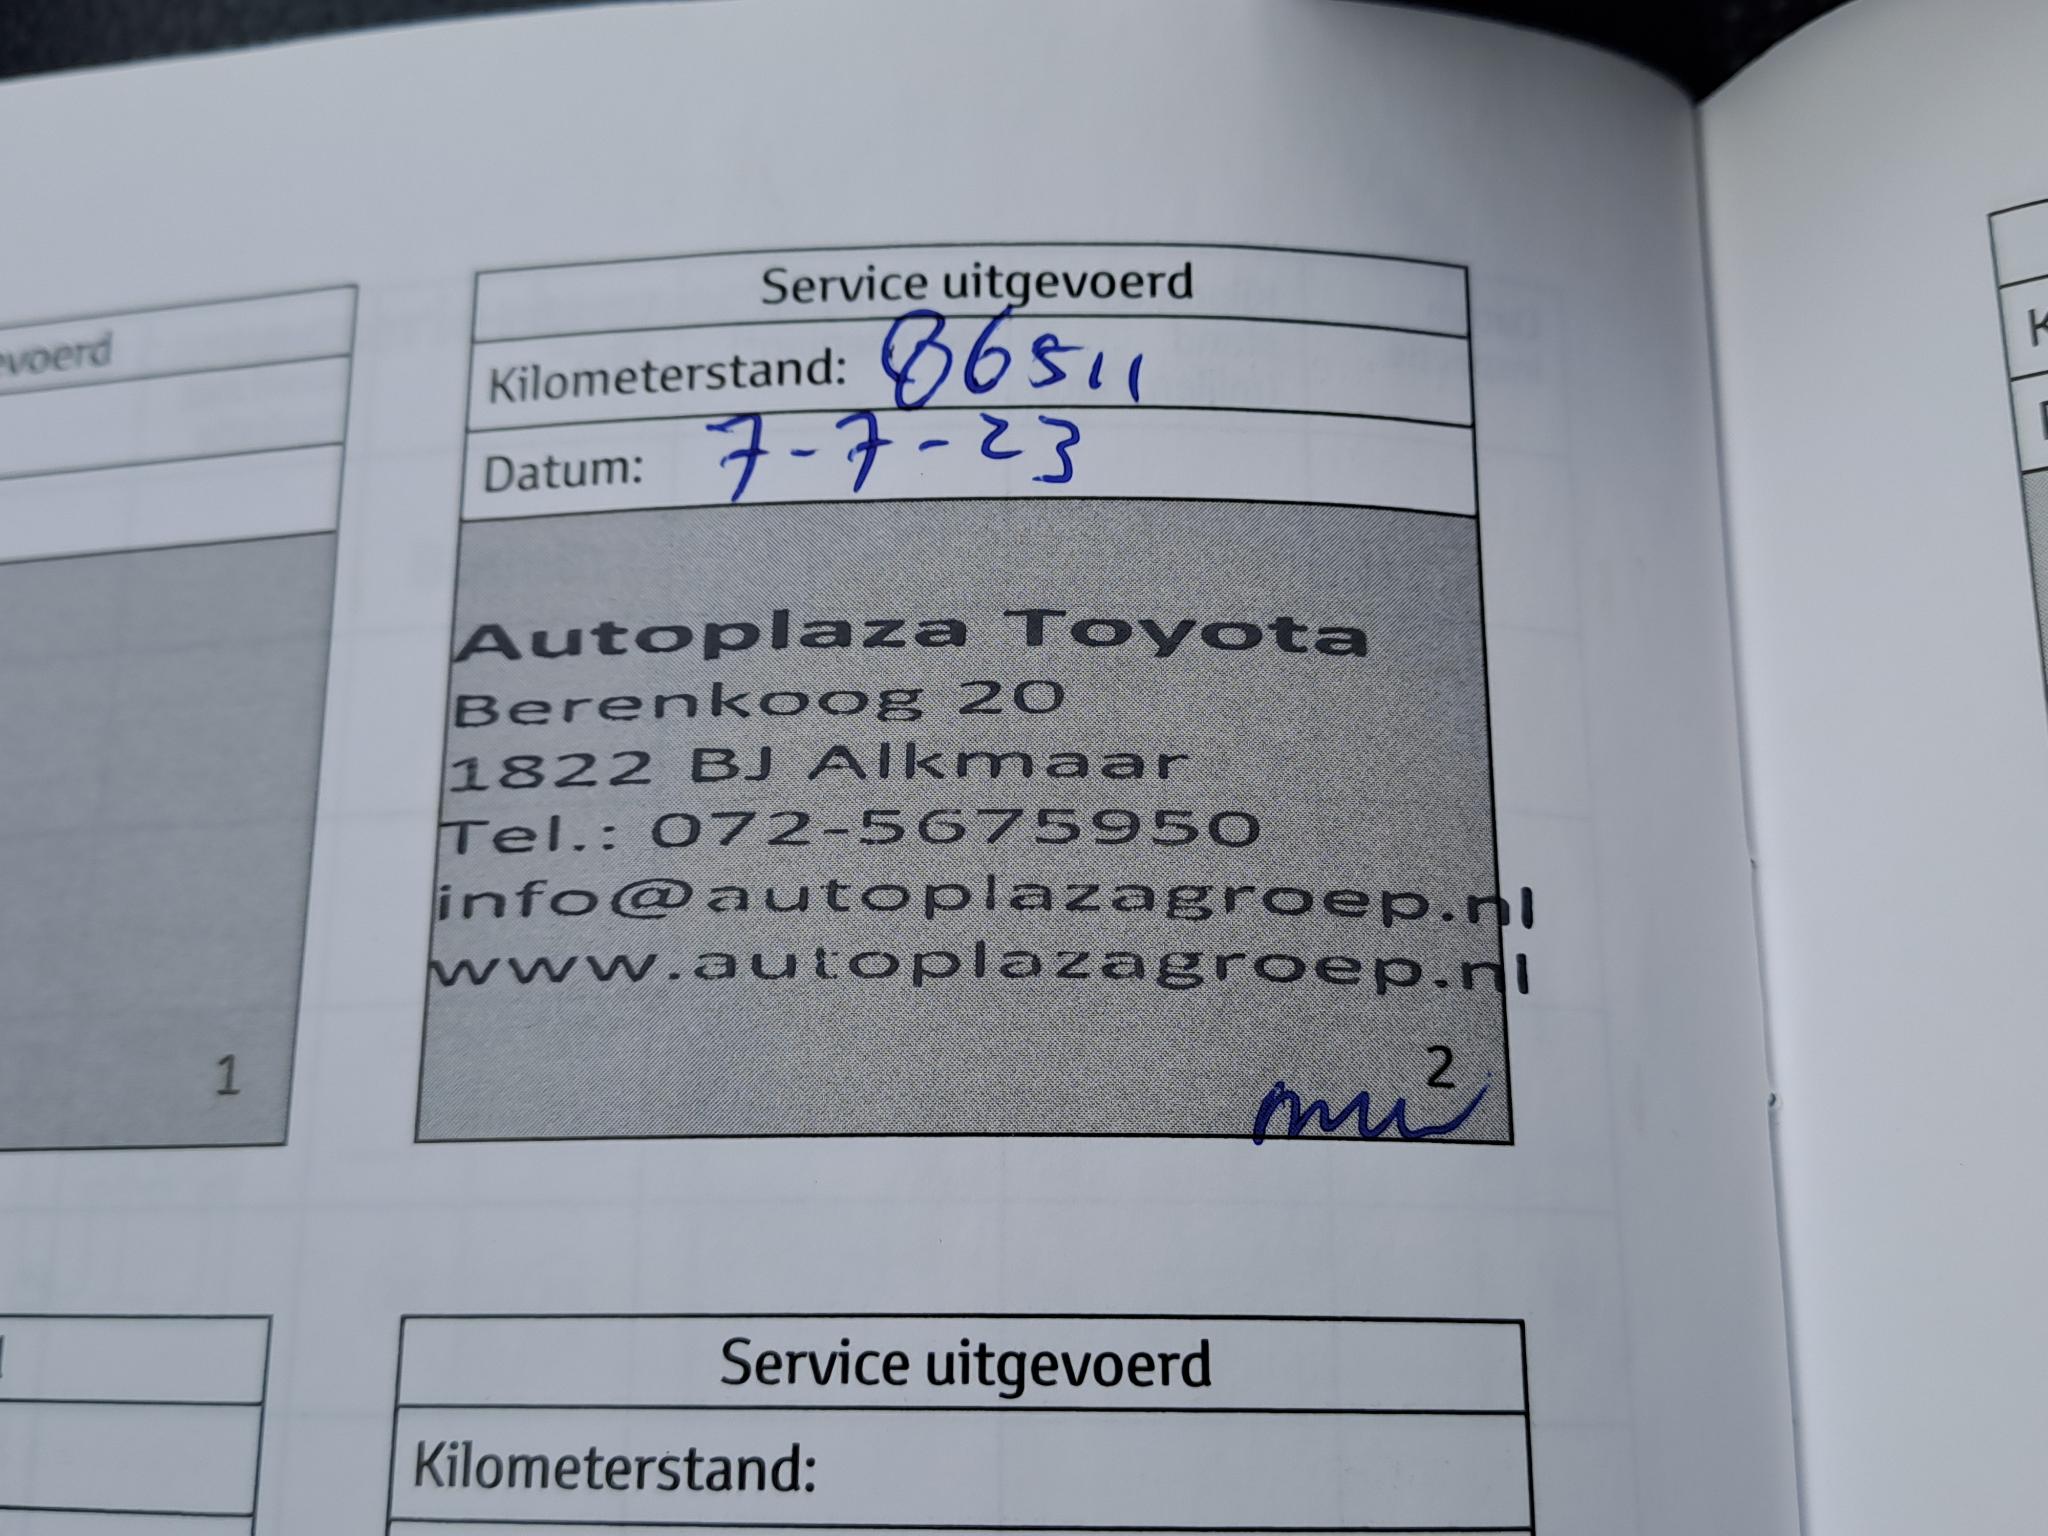 evoerd
1
Service uitgevoerd
Kilometerstand: 86511
Datum: 7-7-23
Autoplaza Toyota
Berenkoog 20
1822 BJ Alkmaar
Tel.: 072-5675950
info@autoplazagroep.nl
www.autoplazagroep.nl
2
Service uitgevoerd
Kilometerstand:
K